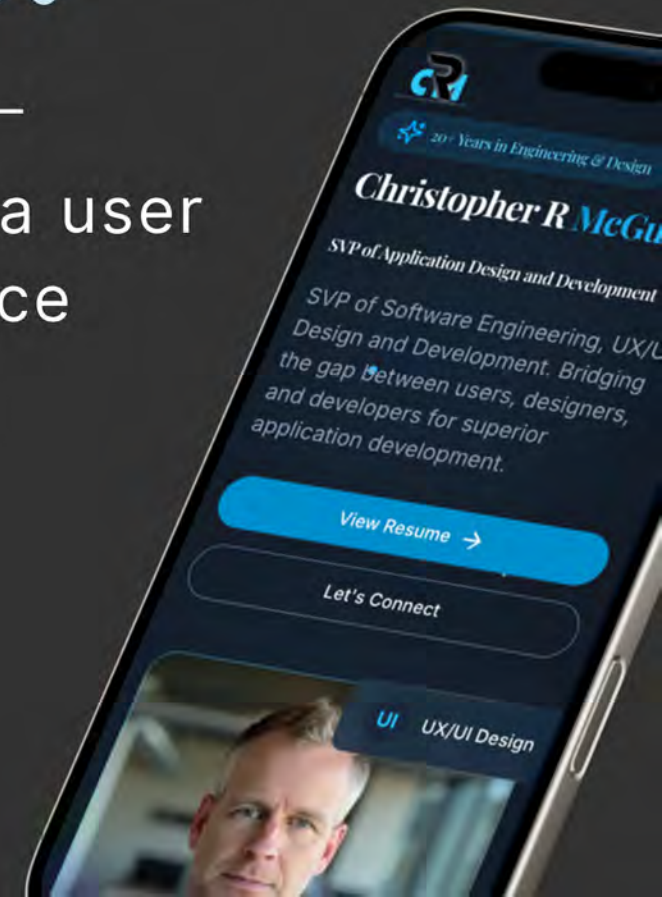 a user
ce
CRM
20+ Years in Engineering & Design
Christopher R McGu
SVP of Application Design and Development
SVP of Software Engineering, UX/U
Design and Development. Bridging
the gap between users, designers,
and developers for superior
application development.
View Resume →
Let's Connect
UI UX/UI Design